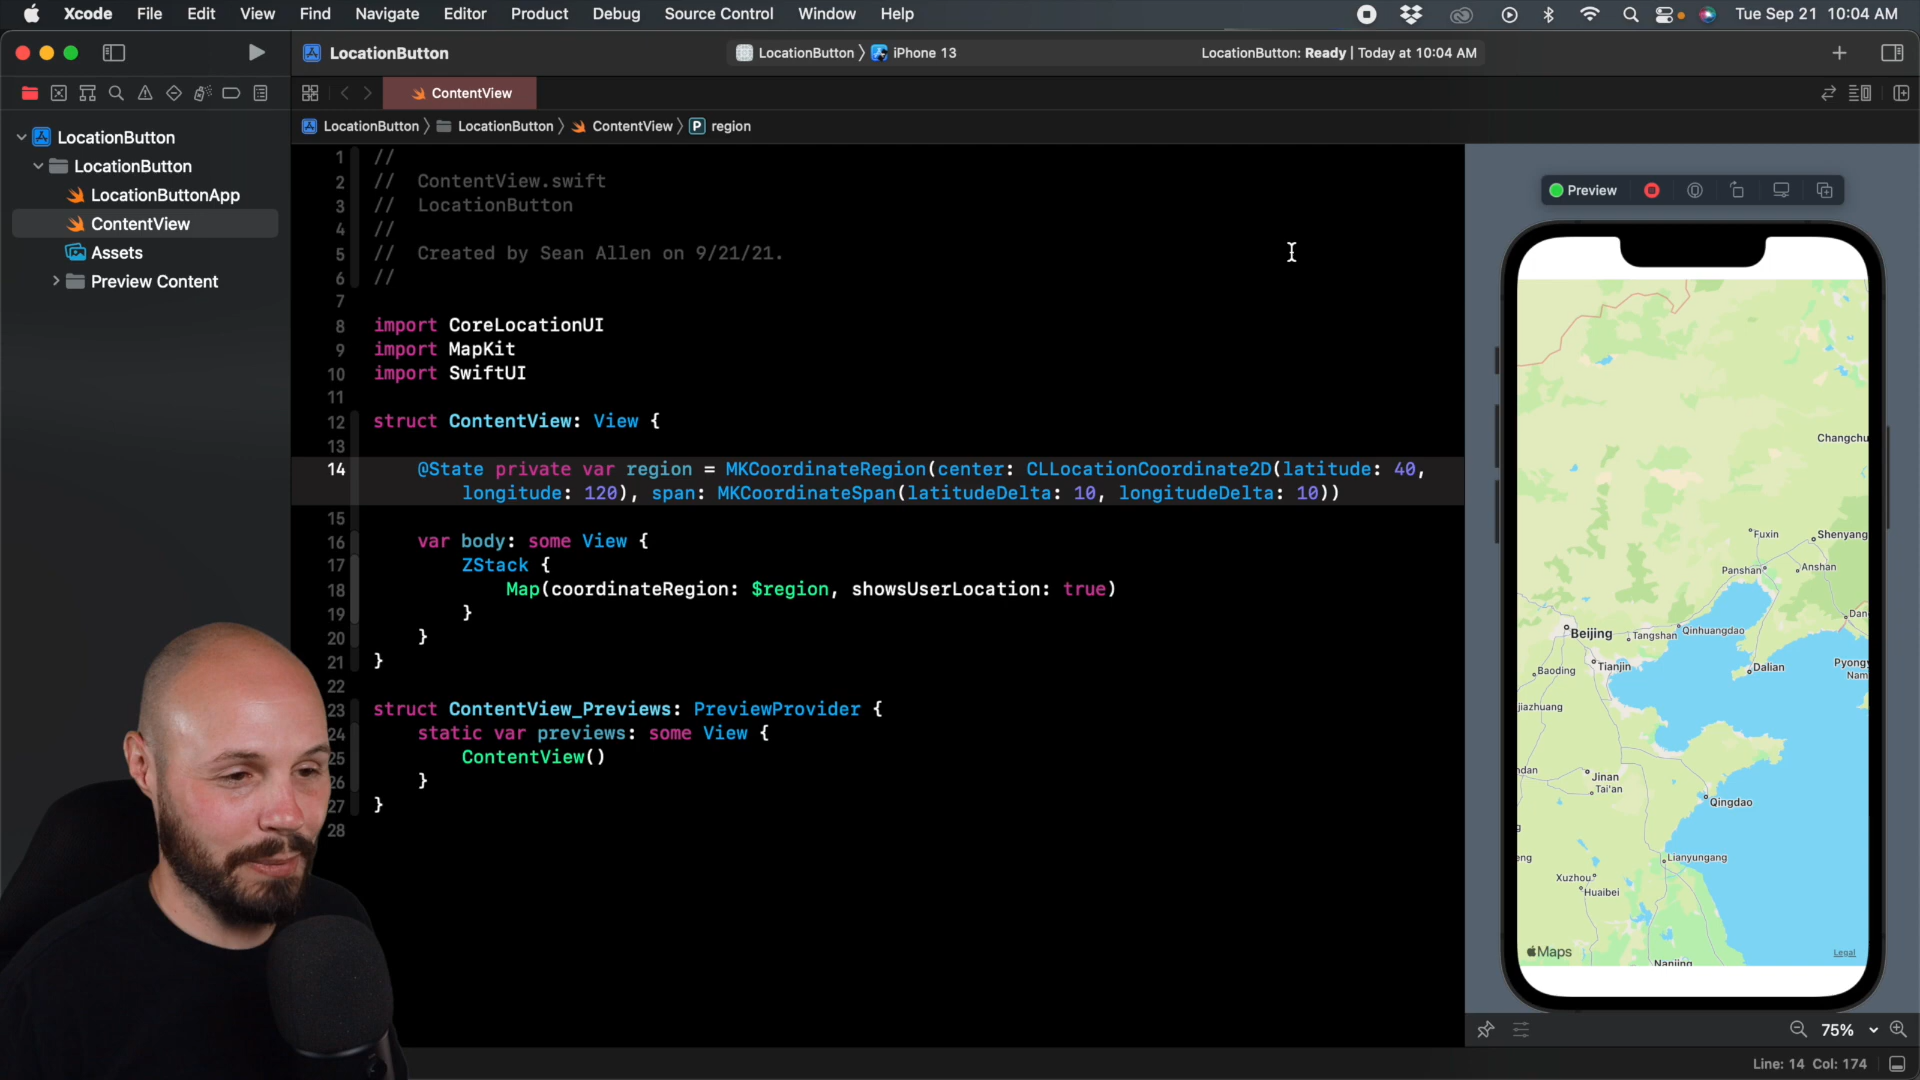 Xcode File Edit View Find Navigate Editor Product Debug Source Control Window Help Tue Sep 21 10:04 AM
LocationButton LocationButton 〉 iPhone 13 LocationButton: Ready | Today at 10:04 AM
ContentView
LocationButton 〉 LocationButton 〉 ContentView 〉 P region
LocationButton
LocationButton
LocationButtonApp
ContentView
Assets
Preview Content
1 //
2 // ContentView.swift
3 // LocationButton
4 //
5 // Created by Sean Allen on 9/21/21.
6 //
7
8 import CoreLocationUI
9 import MapKit
10 import SwiftUI
11
12 struct ContentView: View {
13
14 @State private var region = MKCoordinateRegion(center: CLLocationCoordinate2D(latitude: 40,
longitude: 120), span: MKCoordinateSpan(latitudeDelta: 10, longitudeDelta: 10))
15
16 var body: some View {
17 ZStack {
18 Map(coordinateRegion: $region, showsUserLocation: true)
19 }
20 }
21 }
22
23 struct ContentView_Previews: PreviewProvider {
24 static var previews: some View {
25 ContentView()
26 }
27 }
28
Preview
Changchu
Fuxin
Shenyang
Panshan
Anshan
Dan
Beijing
Tangshan
Qinhuangdao
Baoding
Tianjin
Dalian
Pyongy
Nam
jiazhuang
ndan
Jinan
Tai'an
Qingdao
eng
Lianyungang
Xuzhou
Huaibei
Maps
Legal
Nanjing
75%
Line: 14 Col: 174